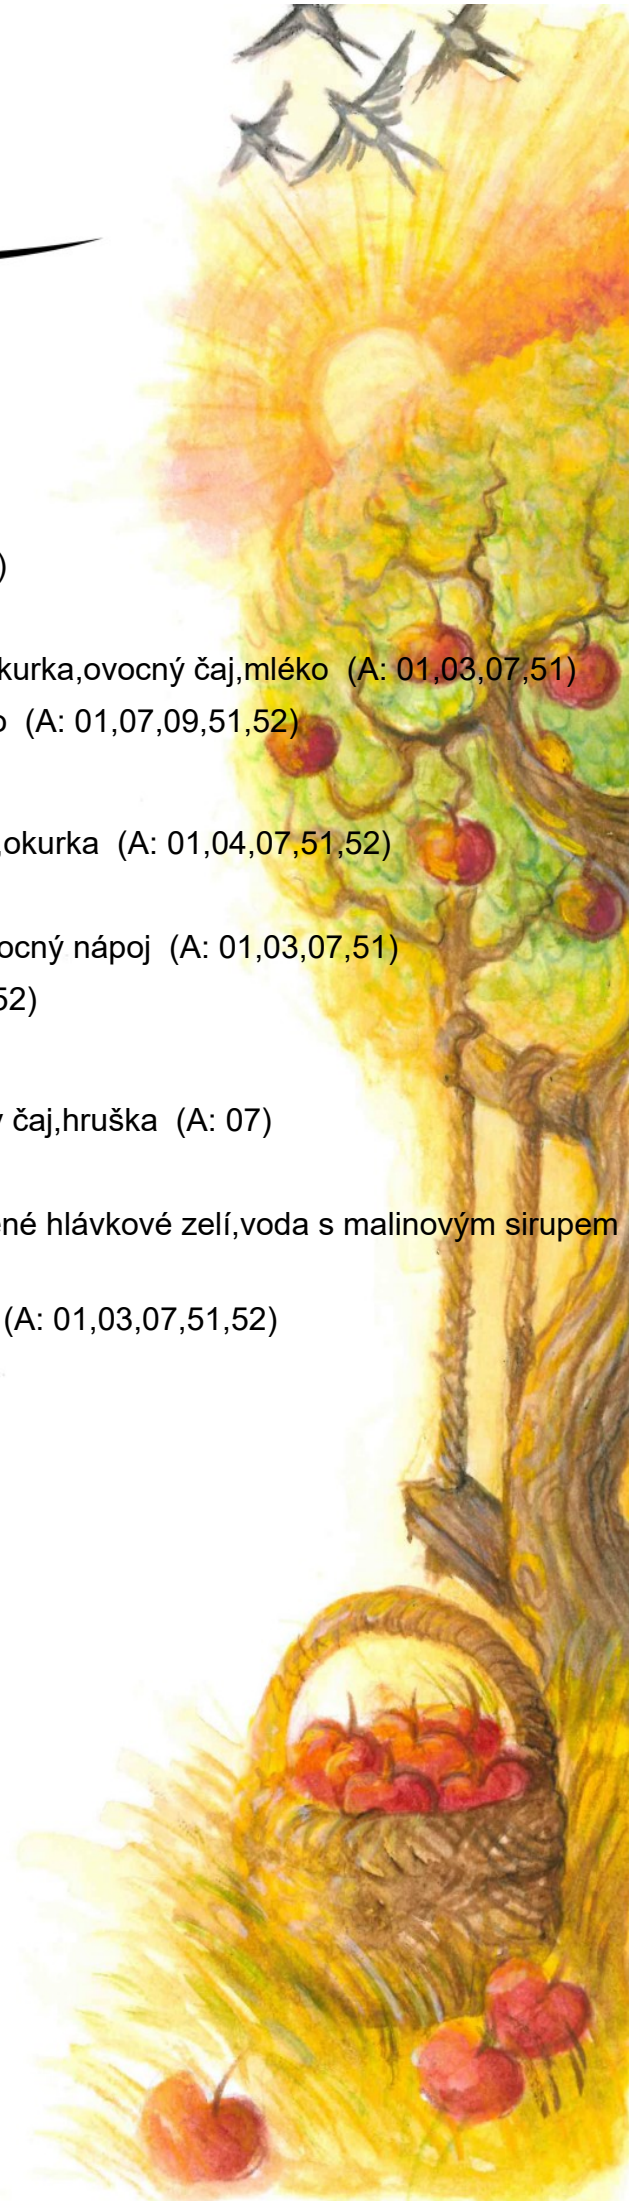 )
kurka,ovocný čaj,mléko (A: 01,03,07,51)
o (A: 01,07,09,51,52)
,okurka (A: 01,04,07,51,52)
ocný nápoj (A: 01,03,07,51)
52)
ý čaj,hruška (A: 07)
ené hlávkové zelí,voda s malinovým sirupem
(A: 01,03,07,51,52)